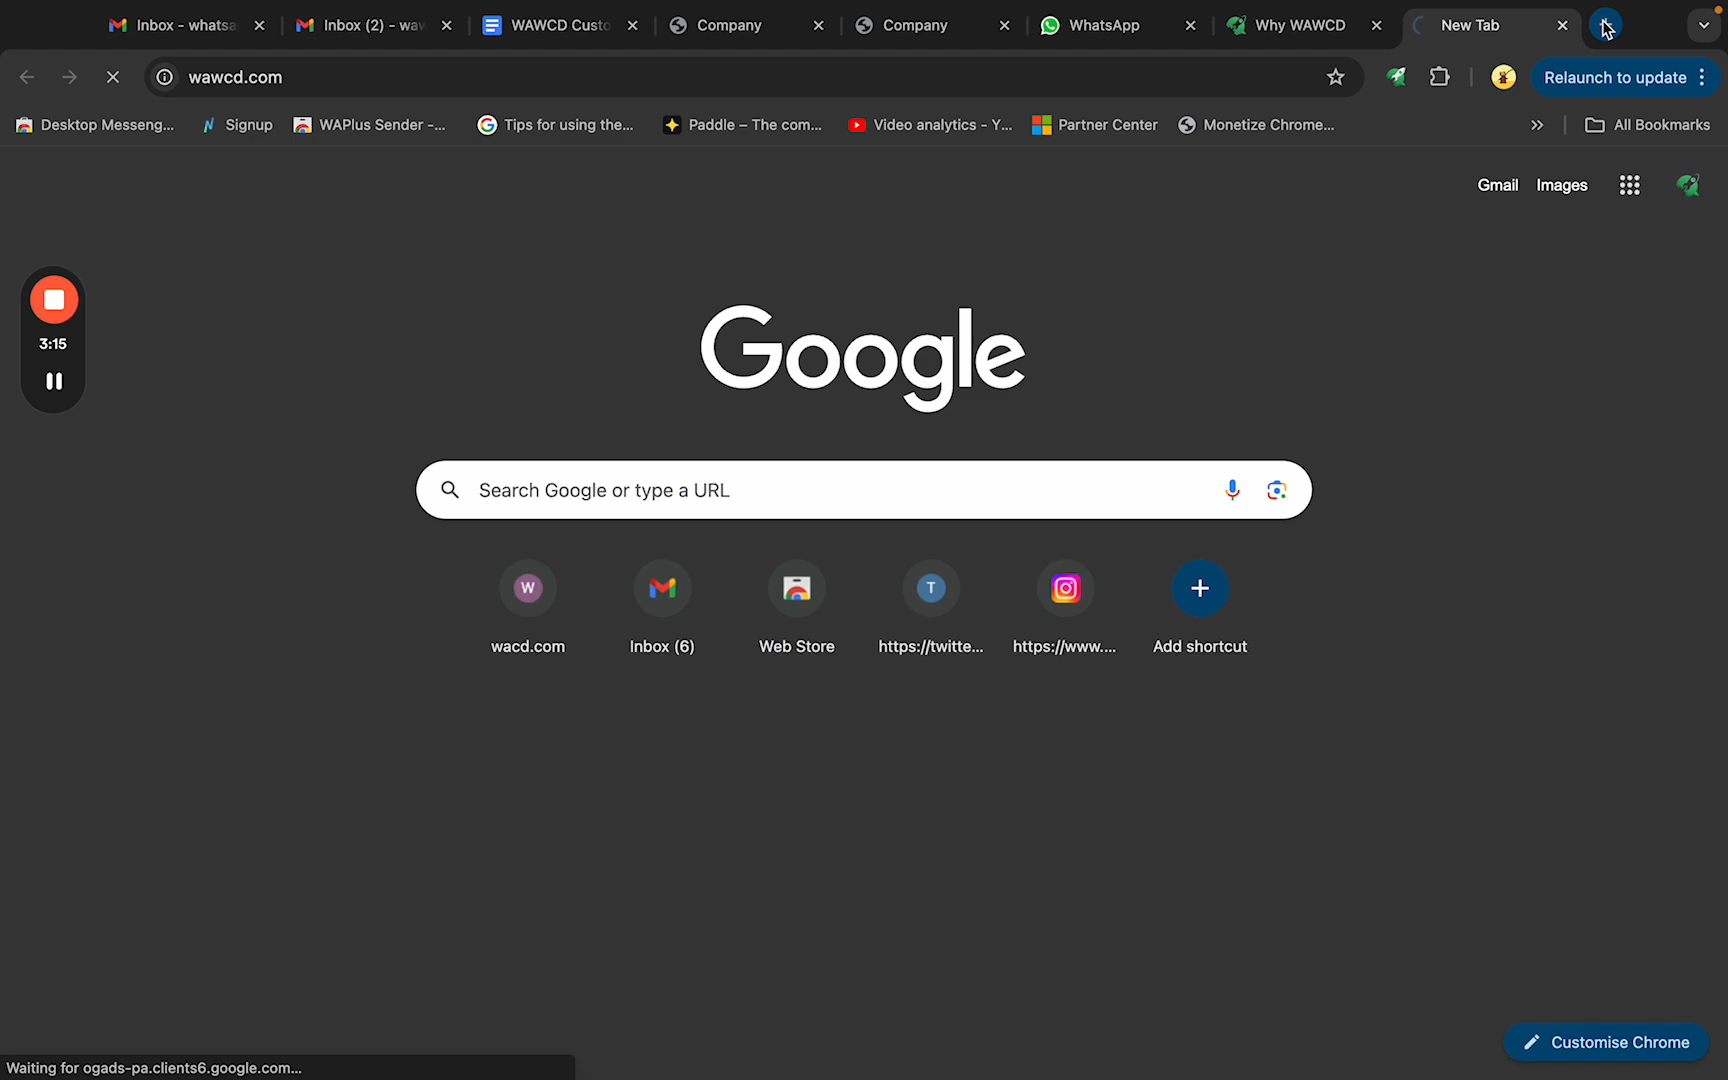 Inbox - whatsa
Inbox (2) - wav
WAWCD Custo
Company
Company
WhatsApp
Why WAWCD
New Tab
wawcd.com
Relaunch to update
Desktop Messeng...
Signup
WAPlus Sender -...
Tips for using the...
Paddle – The com...
Video analytics - Y...
Partner Center
Monetize Chrome...
All Bookmarks
Gmail
Images
3:15
Google
Search Google or type a URL
W
T
wacd.com
Inbox (6)
Web Store
https://twitte...
https://www....
Add shortcut
Customise Chrome
Waiting for ogads-pa.clients6.google.com...